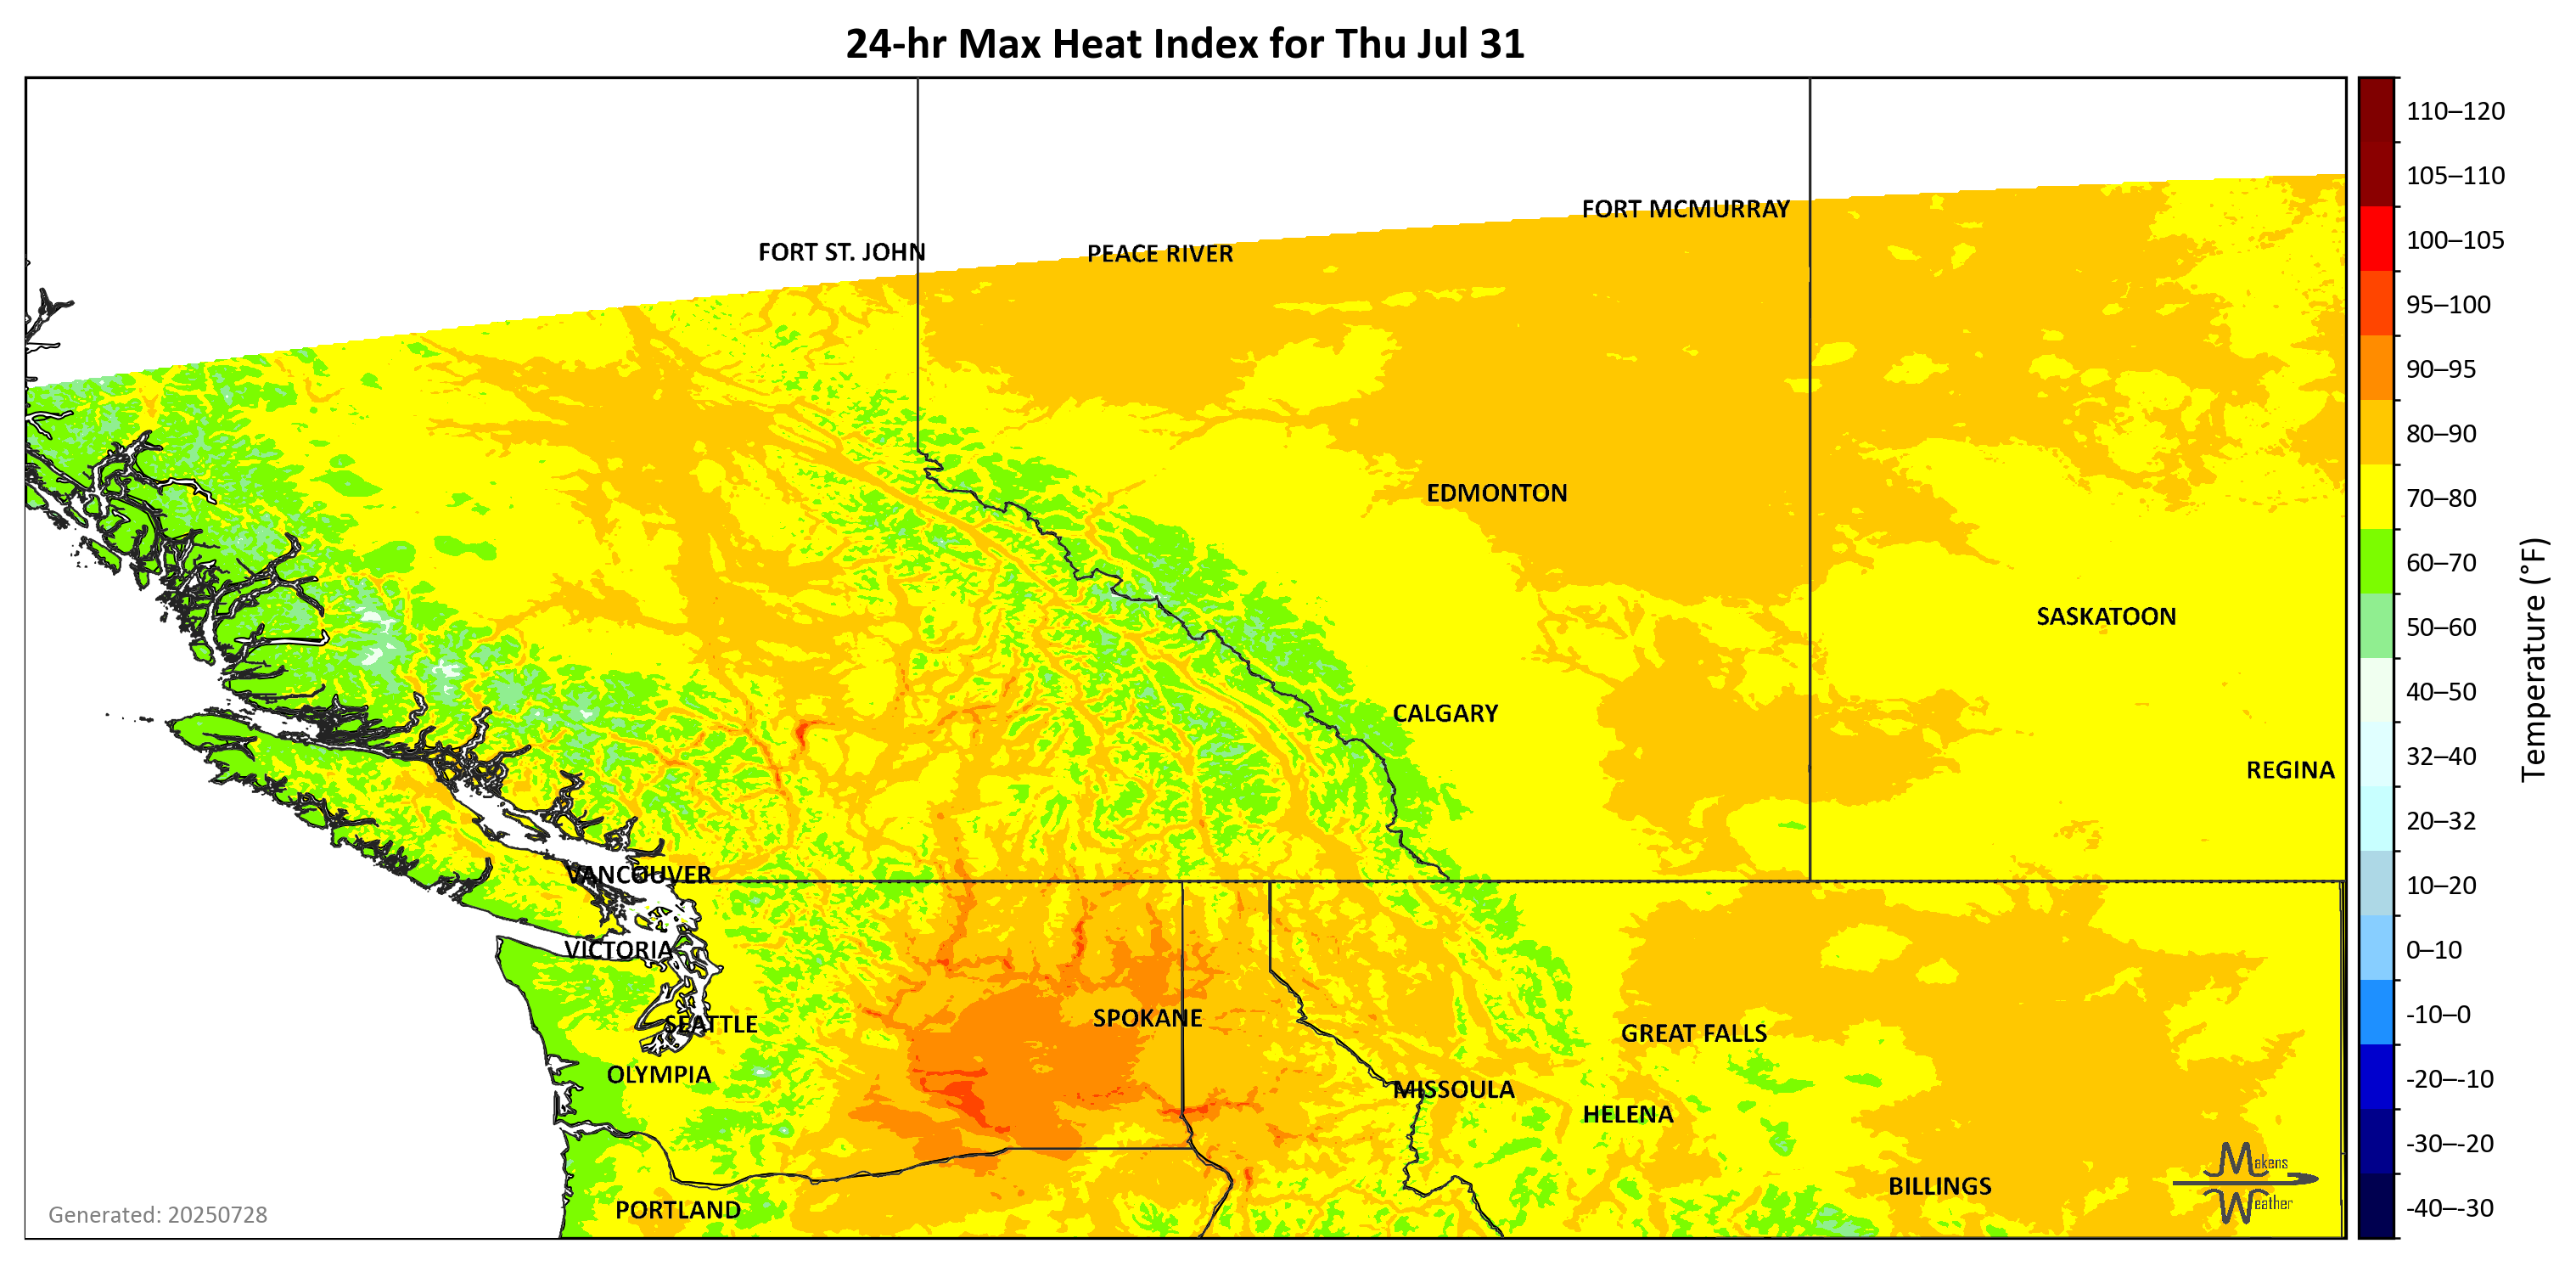 24-hr Max Heat Index for Thu Jul 31
110–120
105–110
100–105
95–100
90–95
80–90
70–80
60–70
50–60
40–50
32–40
20–32
10–20
0–10
-10–0
-20–-10
-30–-20
-40–-30
Temperature (°F)
FORT MCMURRAY
FORT ST. JOHN
PEACE RIVER
EDMONTON
SASKATOON
CALGARY
REGINA
VANCOUVER
VICTORIA
SPOKANE
SEATTLE
GREAT FALLS
OLYMPIA
MISSOULA
HELENA
BILLINGS
PORTLAND
Makens
Weather
Generated: 20250728